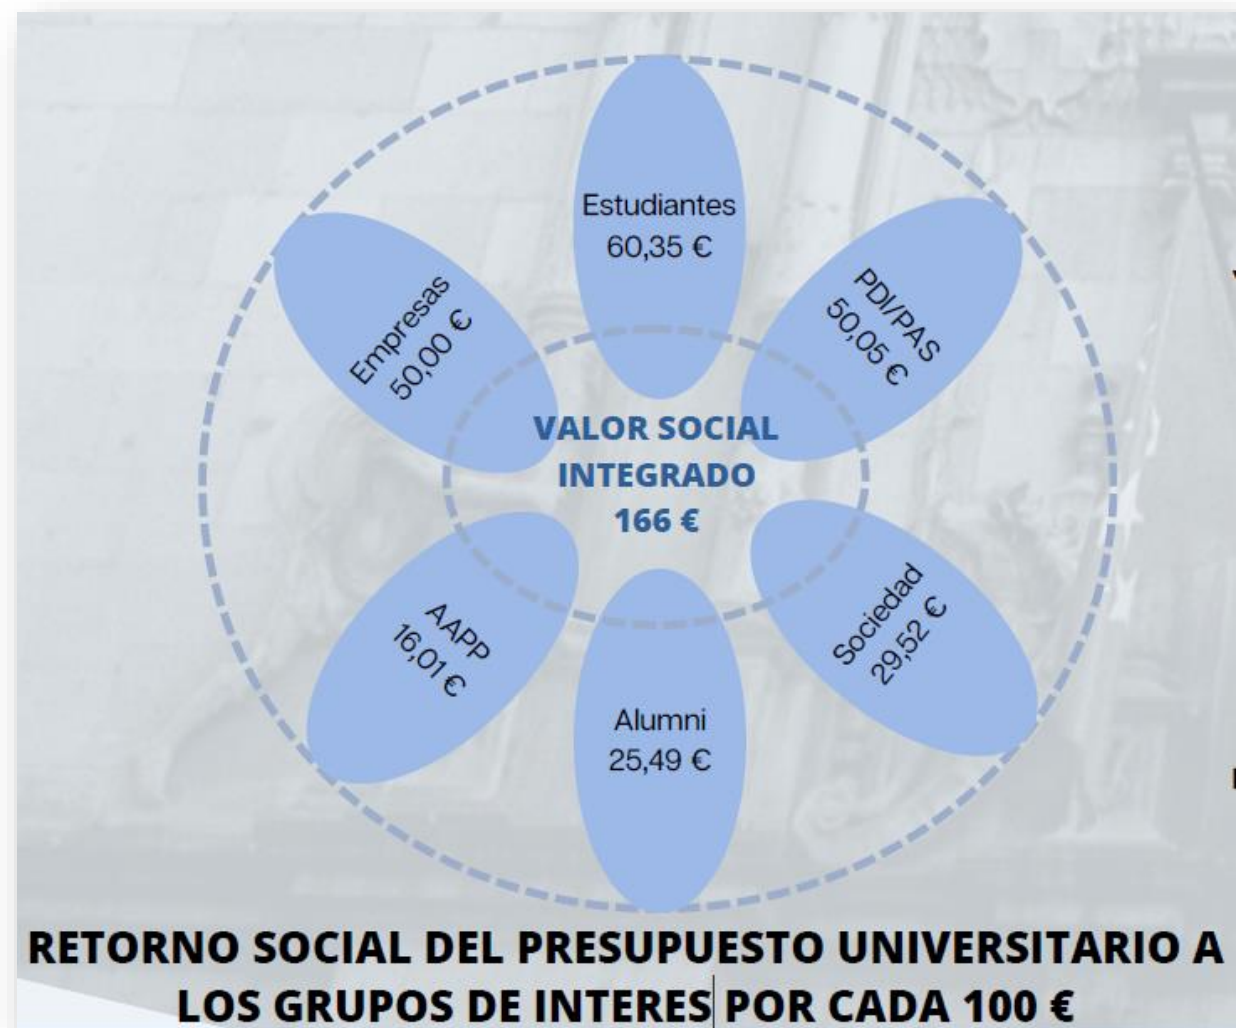 Estudiantes
60,35 €
PDI/PAS
50,05 €
Empresas
50,00 €
VALOR SOCIAL
INTEGRADO
166 €
Sociedad
29,52 €
AAPP
16,01 €
Alumni
25,49 €
RETORNO SOCIAL DEL PRESUPUESTO UNIVERSITARIO A
LOS GRUPOS DE INTERES POR CADA 100 €